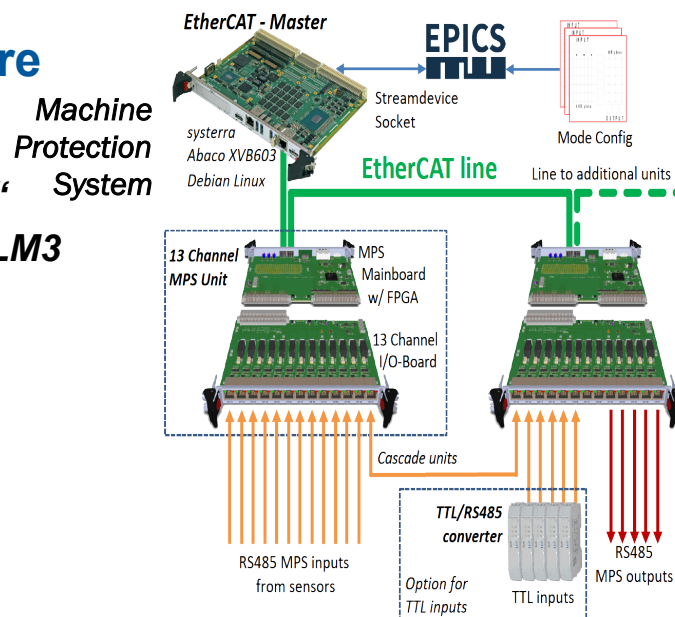 EtherCAT - Master
re
Machine
Protection
“ System
LM3
systerra
Abaco XVB603
Debian Linux
EPICS
Streamdevice
Socket
INPUT
OUTPUT
Mode Config
EtherCAT line
Line to additional units
13 Channel
MPS Unit
MPS
Mainboard
w/ FPGA
13 Channel
I/O-Board
Cascade units
RS485 MPS inputs
from sensors
TTL/RS485
converter
Option for
TTL inputs
TTL inputs
RS485
MPS outputs